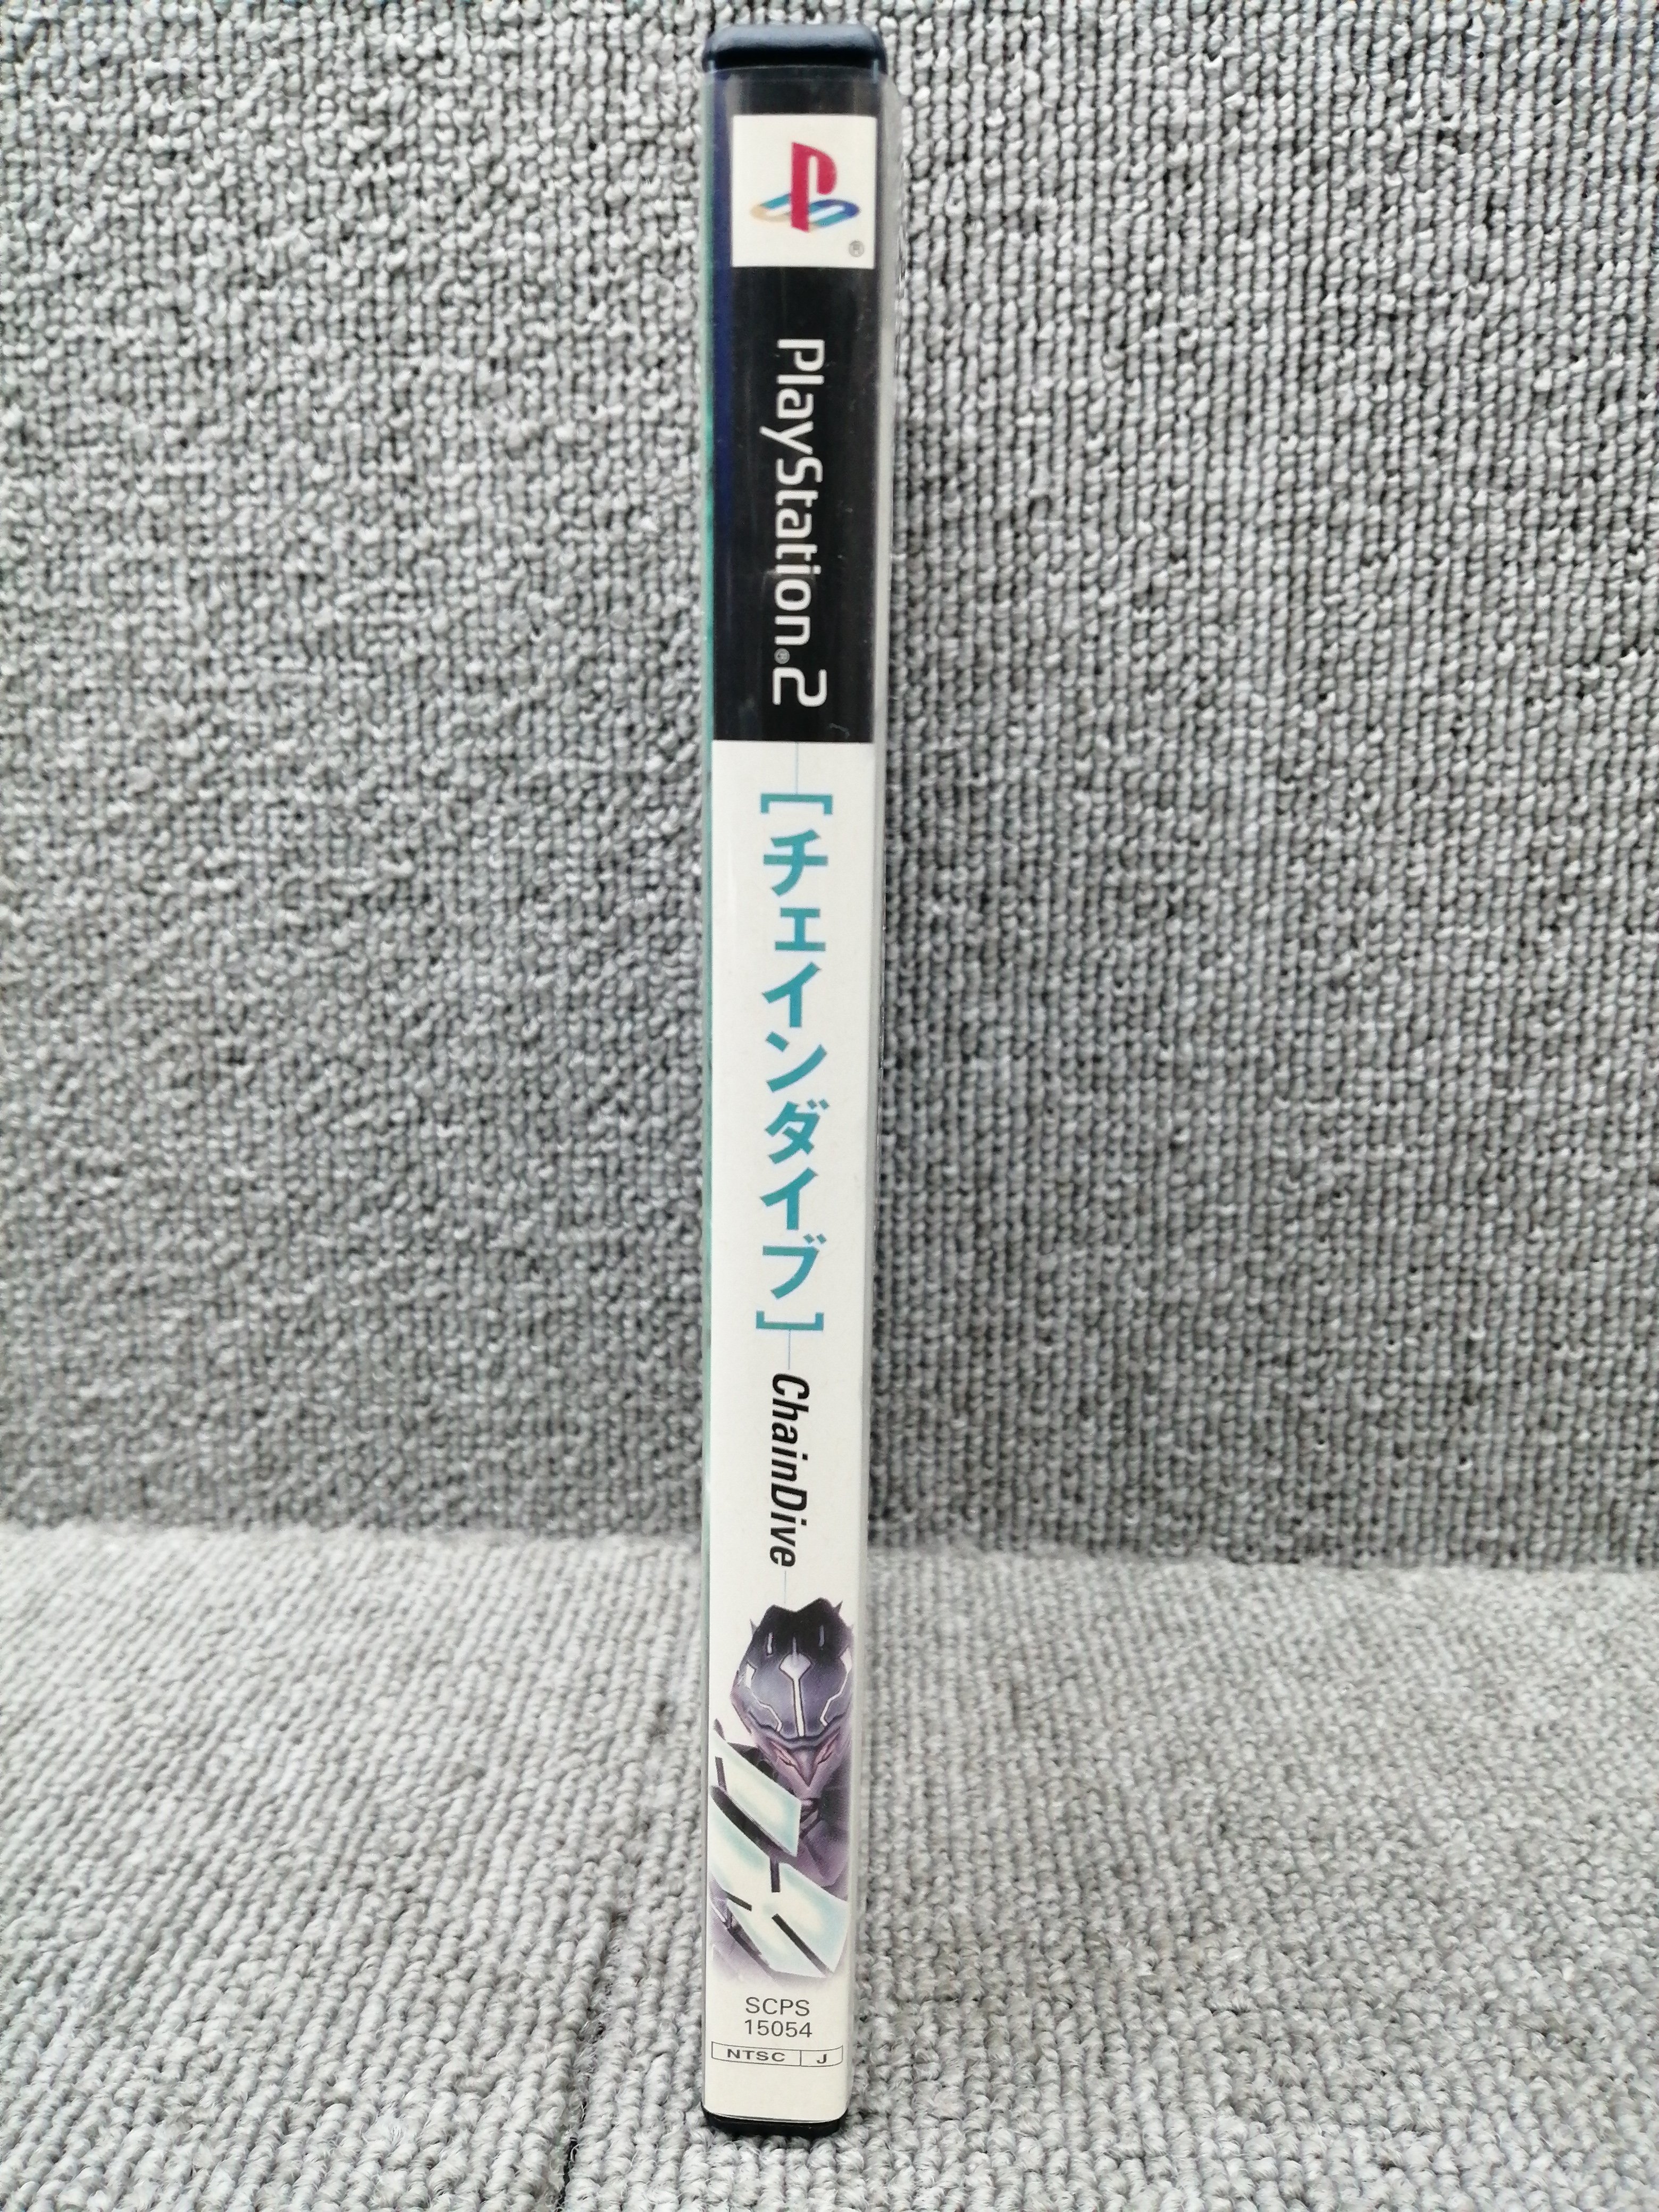 PlayStation®2
[チェインダイブ]
ChainDive
SCPS
15054
NTSC J